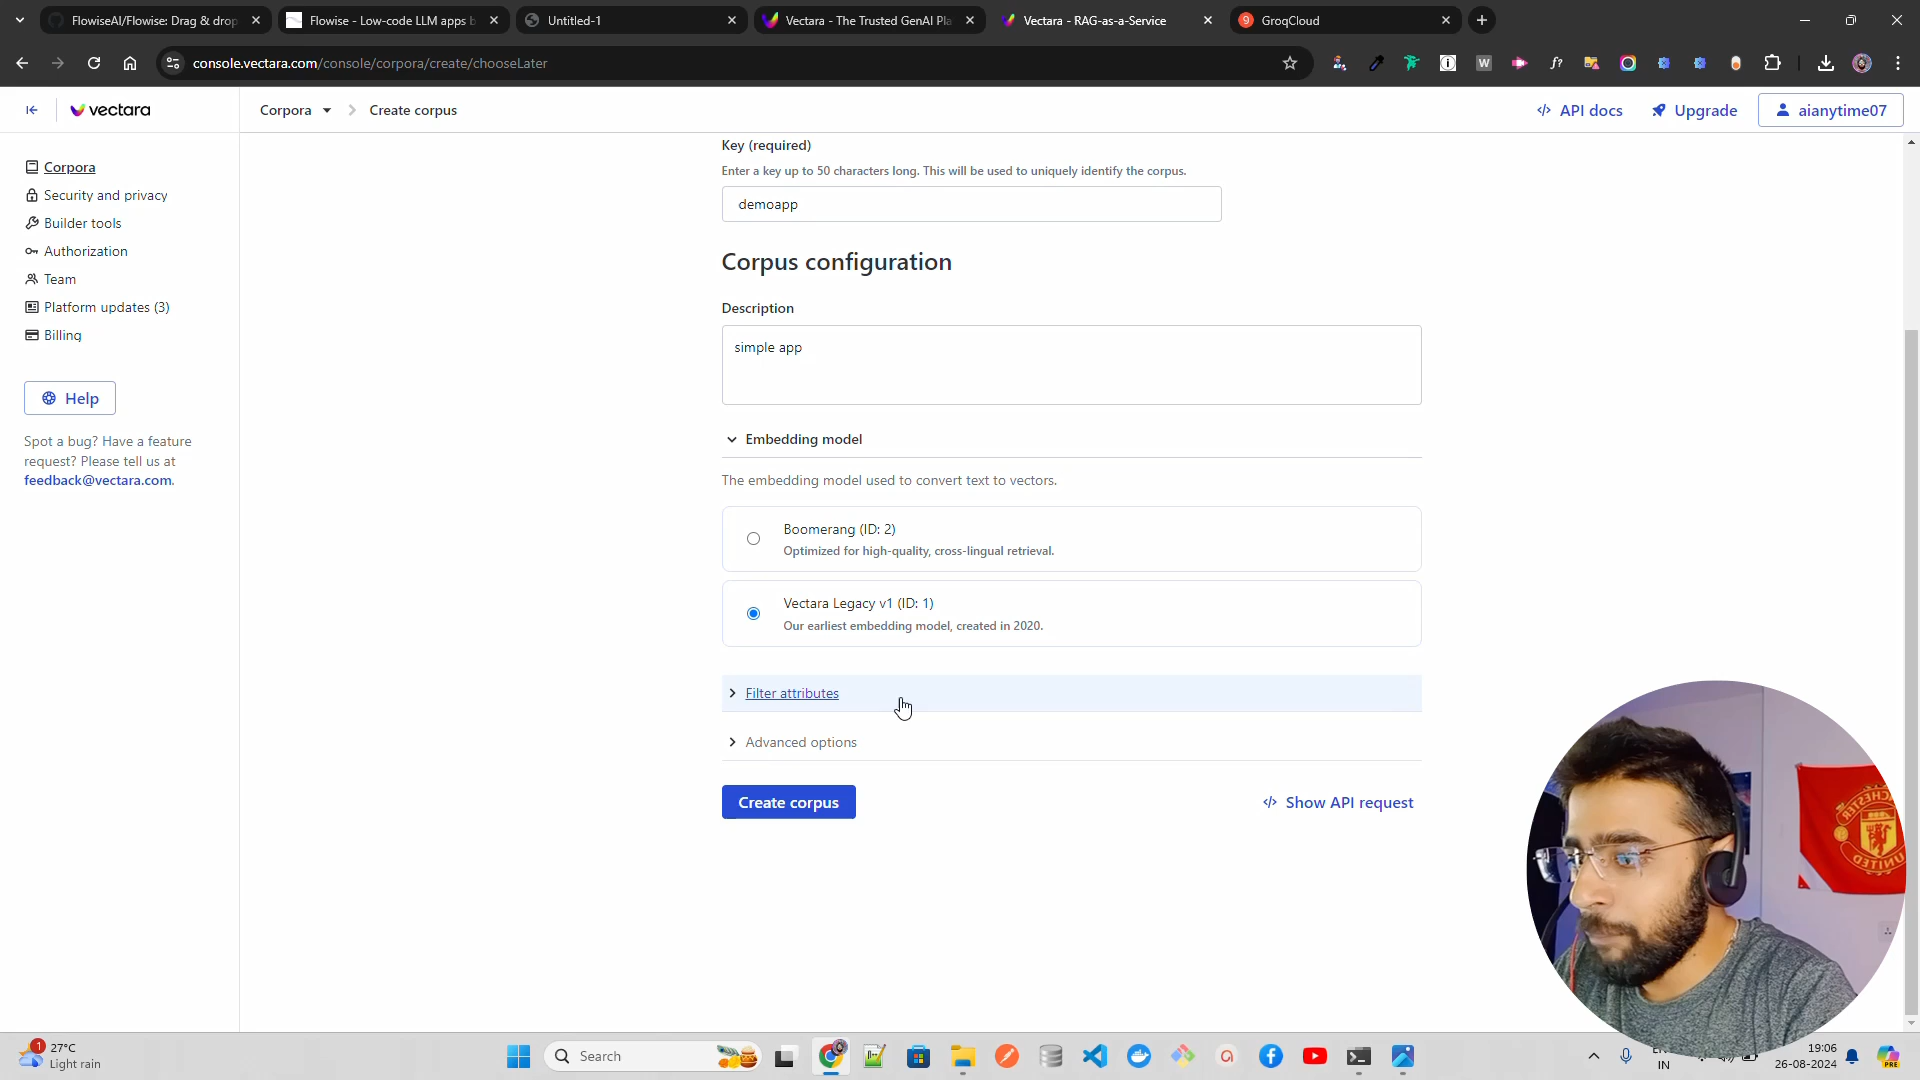 FlowiseAI/Flowise: Drag & drop
Flowise - Low-code LLM apps b
Untitled-1
Vectara - The Trusted GenAI Pla
Vectara - RAG-as-a-Service
GroqCloud
console.vectara.com/console/corpora/create/chooseLater
vectara
Corpora
Create corpus
API docs
Upgrade
aianytime07
Corpora
Security and privacy
Builder tools
Authorization
Team
Platform updates (3)
Billing
Help
Spot a bug? Have a feature
request? Please tell us at
feedback@vectara.com.
Key (required)
Enter a key up to 50 characters long. This will be used to uniquely identify the corpus.
demoapp
Corpus configuration
Description
simple app
Embedding model
The embedding model used to convert text to vectors.
Boomerang (ID: 2)
Optimized for high-quality, cross-lingual retrieval.
Vectara Legacy v1 (ID: 1)
Our earliest embedding model, created in 2020.
Filter attributes
Advanced options
Create corpus
Show API request
UNITED
1
27°C
Light rain
Search
IN
19:06
26-08-2024
PRE